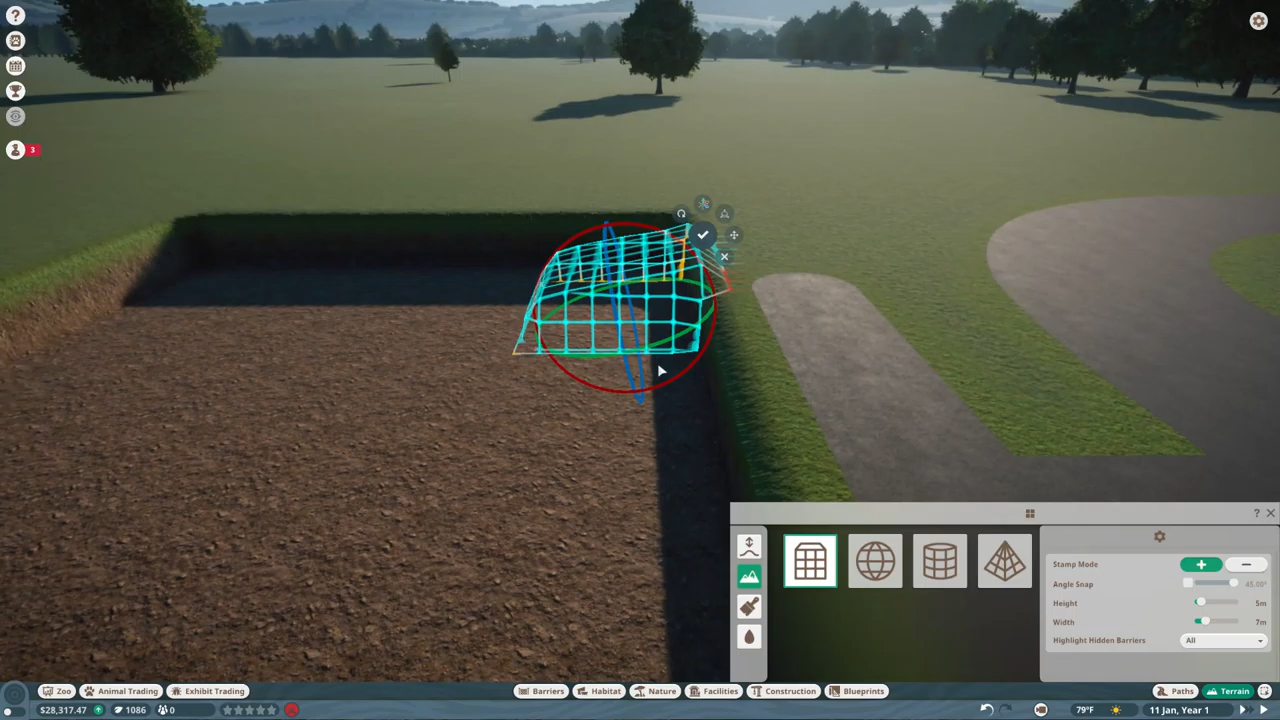 ?
3
? ×
Stamp Mode + −
Angle Snap 45.00°
Height 5m
Width 7m
Highlight Hidden Barriers All
Zoo Animal Trading Exhibit Trading Barriers Habitat Nature Facilities Construction Blueprints Paths Terrain
$28,317.47 1086 0 79°F 11 Jan, Year 1